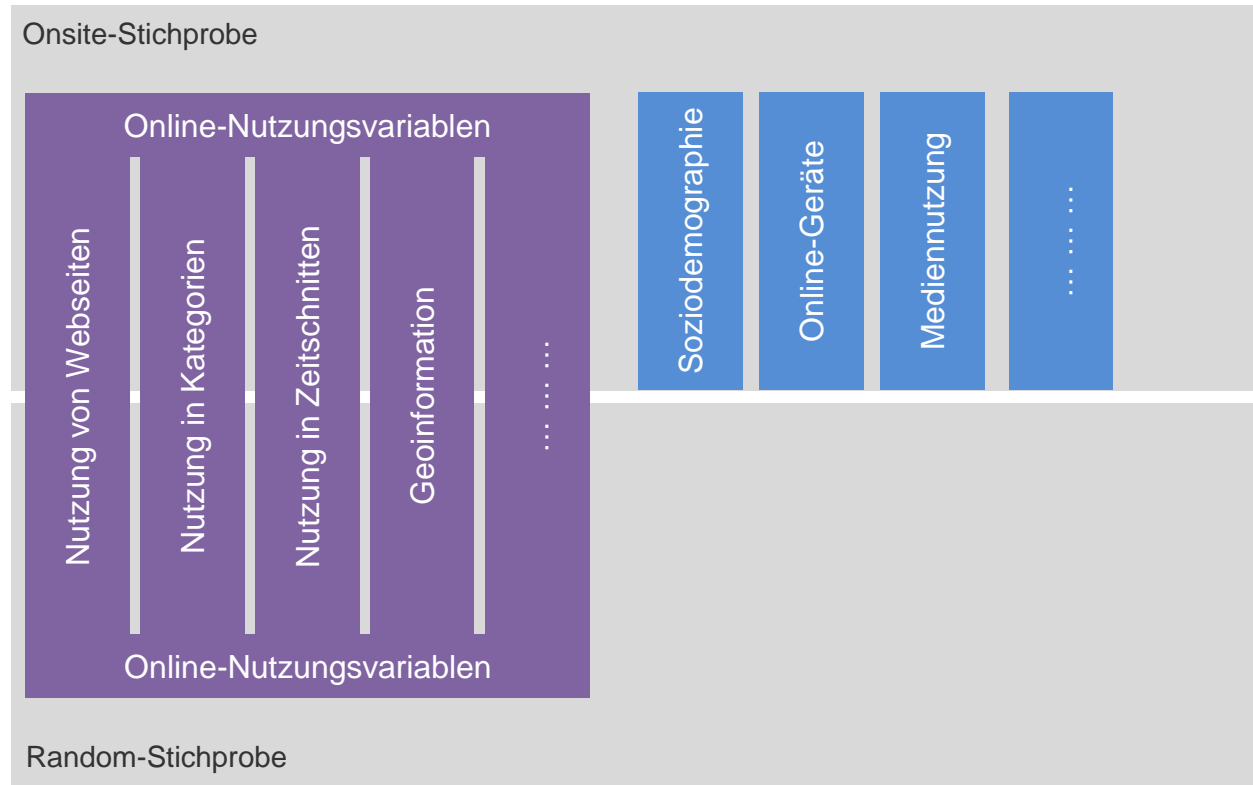 Onsite-Stichprobe
Online-Nutzungsvariablen
Nutzung von Webseiten
Nutzung in Kategorien
Nutzung in Zeitschnitten
Geoinformation
… … …
Online-Nutzungsvariablen
Soziodemographie
Online-Geräte
Mediennutzung
… … …
Random-Stichprobe